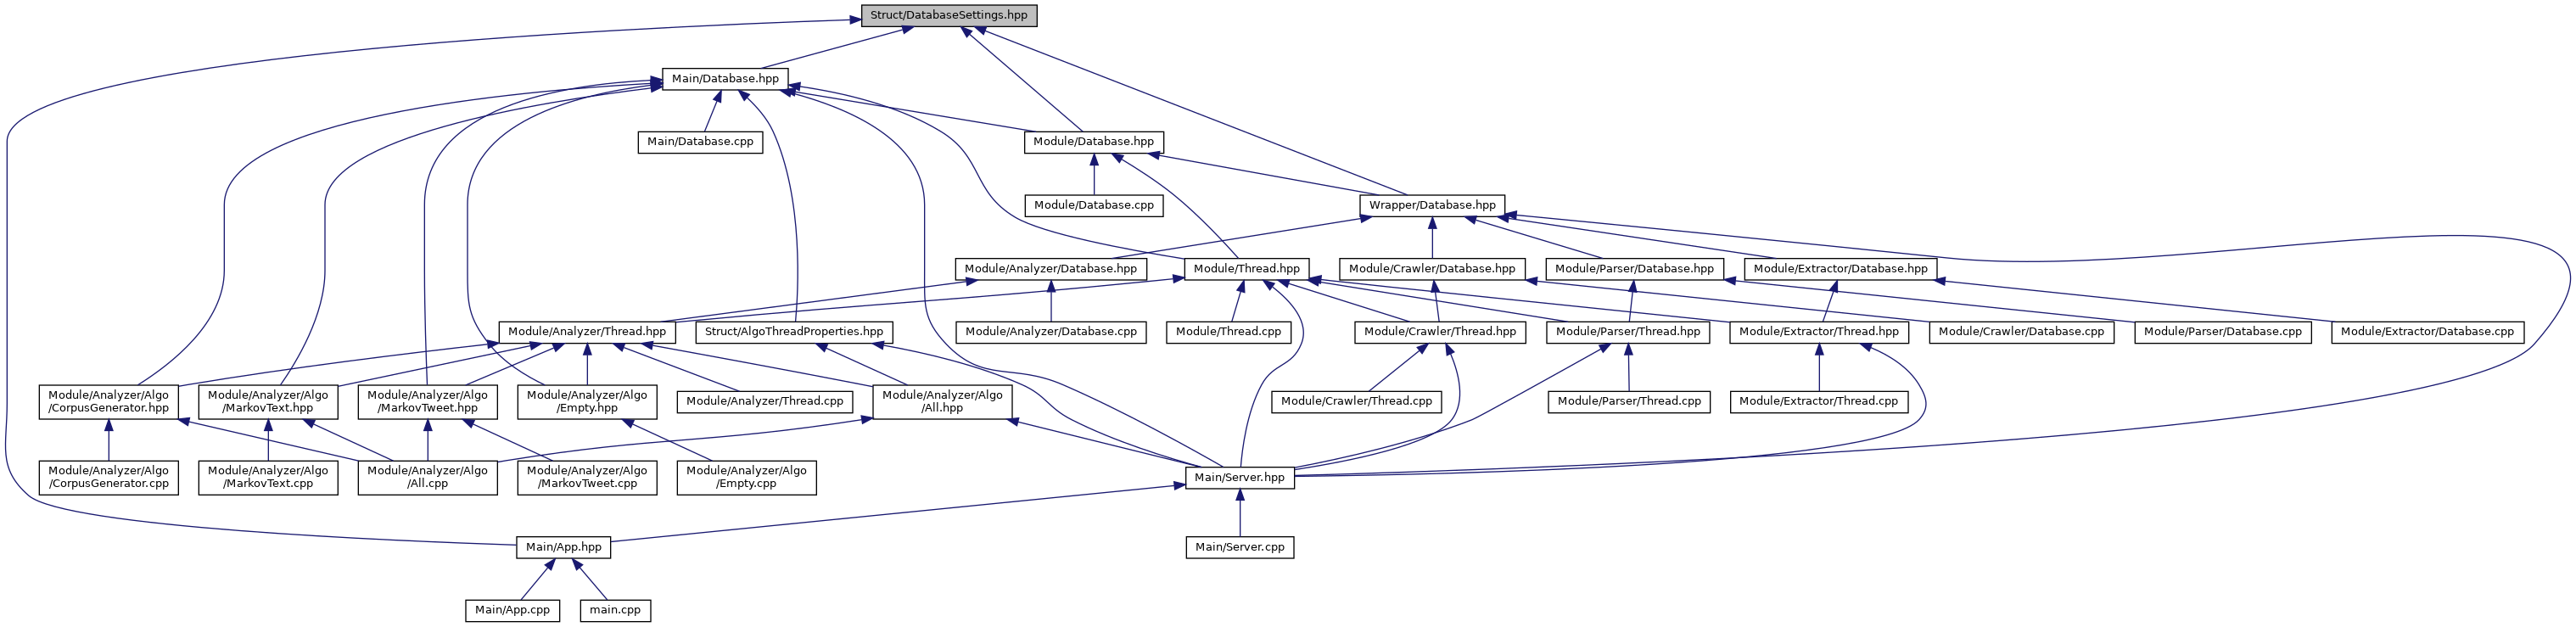 Struct/DatabaseSettings.hpp
Main/Database.hpp
Main/Database.cpp
Module/Database.hpp
Module/Database.cpp
Wrapper/Database.hpp
Module/Analyzer/Database.hpp
Module/Thread.hpp
Module/Crawler/Database.hpp
Module/Parser/Database.hpp
Module/Extractor/Database.hpp
Module/Analyzer/Thread.hpp
Struct/AlgoThreadProperties.hpp
Module/Analyzer/Database.cpp
Module/Thread.cpp
Module/Crawler/Thread.hpp
Module/Parser/Thread.hpp
Module/Extractor/Thread.hpp
Module/Crawler/Database.cpp
Module/Parser/Database.cpp
Module/Extractor/Database.cpp
Module/Analyzer/Algo
/CorpusGenerator.hpp
Module/Analyzer/Algo
/MarkovText.hpp
Module/Analyzer/Algo
/MarkovTweet.hpp
Module/Analyzer/Algo
/Empty.hpp
Module/Analyzer/Thread.cpp
Module/Analyzer/Algo
/All.hpp
Module/Crawler/Thread.cpp
Module/Parser/Thread.cpp
Module/Extractor/Thread.cpp
Module/Analyzer/Algo
/CorpusGenerator.cpp
Module/Analyzer/Algo
/MarkovText.cpp
Module/Analyzer/Algo
/All.cpp
Module/Analyzer/Algo
/MarkovTweet.cpp
Module/Analyzer/Algo
/Empty.cpp
Main/Server.hpp
Main/App.hpp
Main/Server.cpp
Main/App.cpp
main.cpp